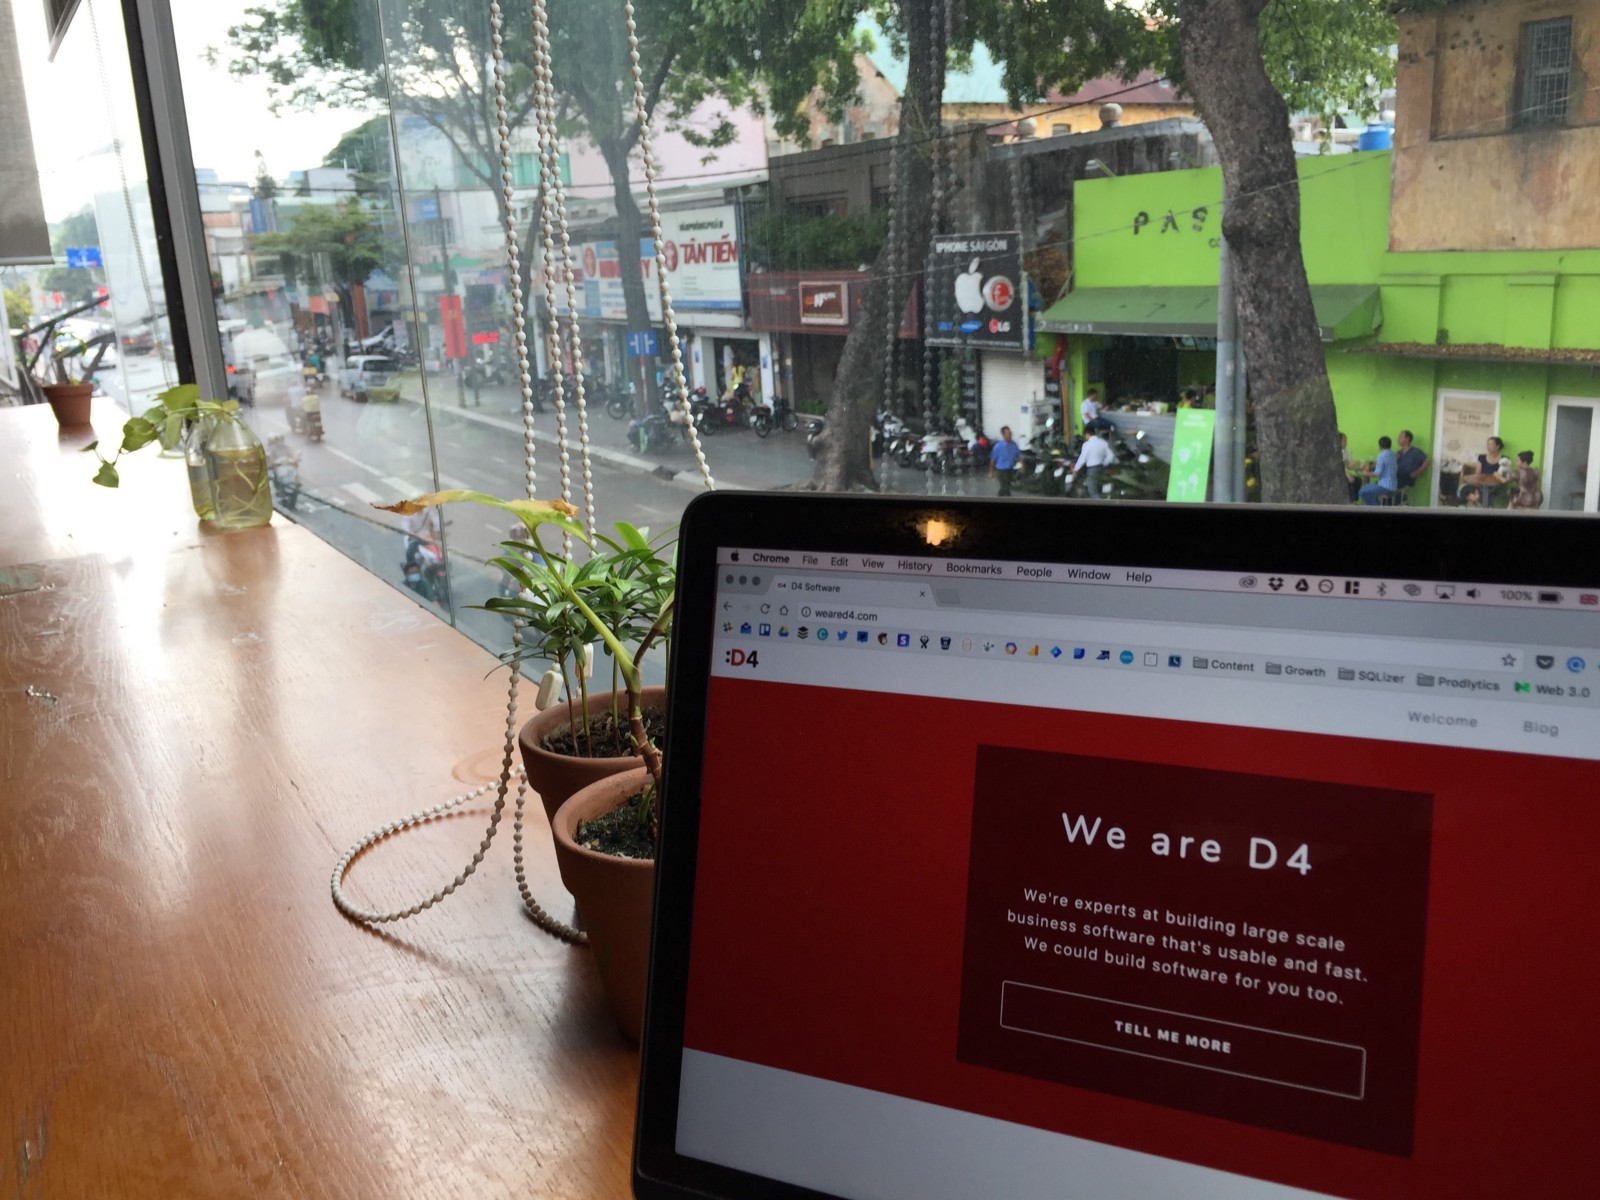 TÂN TIẾN
IPHONE SÀI GÒN
LG
PAS
Chrome File Edit View History Bookmarks People Window Help 100%
D4 Software
weared4.com
Content Growth SQLizer Prodlytics Web 3.0
:D4
Welcome Blog
We are D4
We're experts at building large scale
business software that's usable and fast.
We could build software for you too.
TELL ME MORE